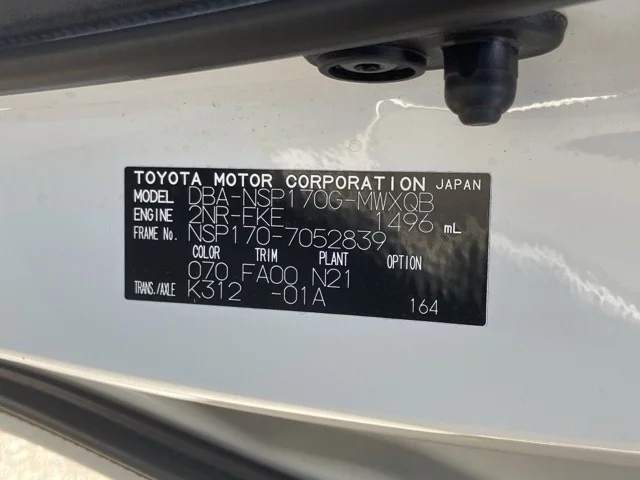 TOYOTA MOTOR CORPORATION JAPAN
MODEL DBA-NSP170G-MWXQB
ENGINE 2NR-FKE 1496 mL
FRAME No. NSP170-7052839
COLOR TRIM PLANT OPTION
070 FA00 N21
TRANS./AXLE K312 -01A
164